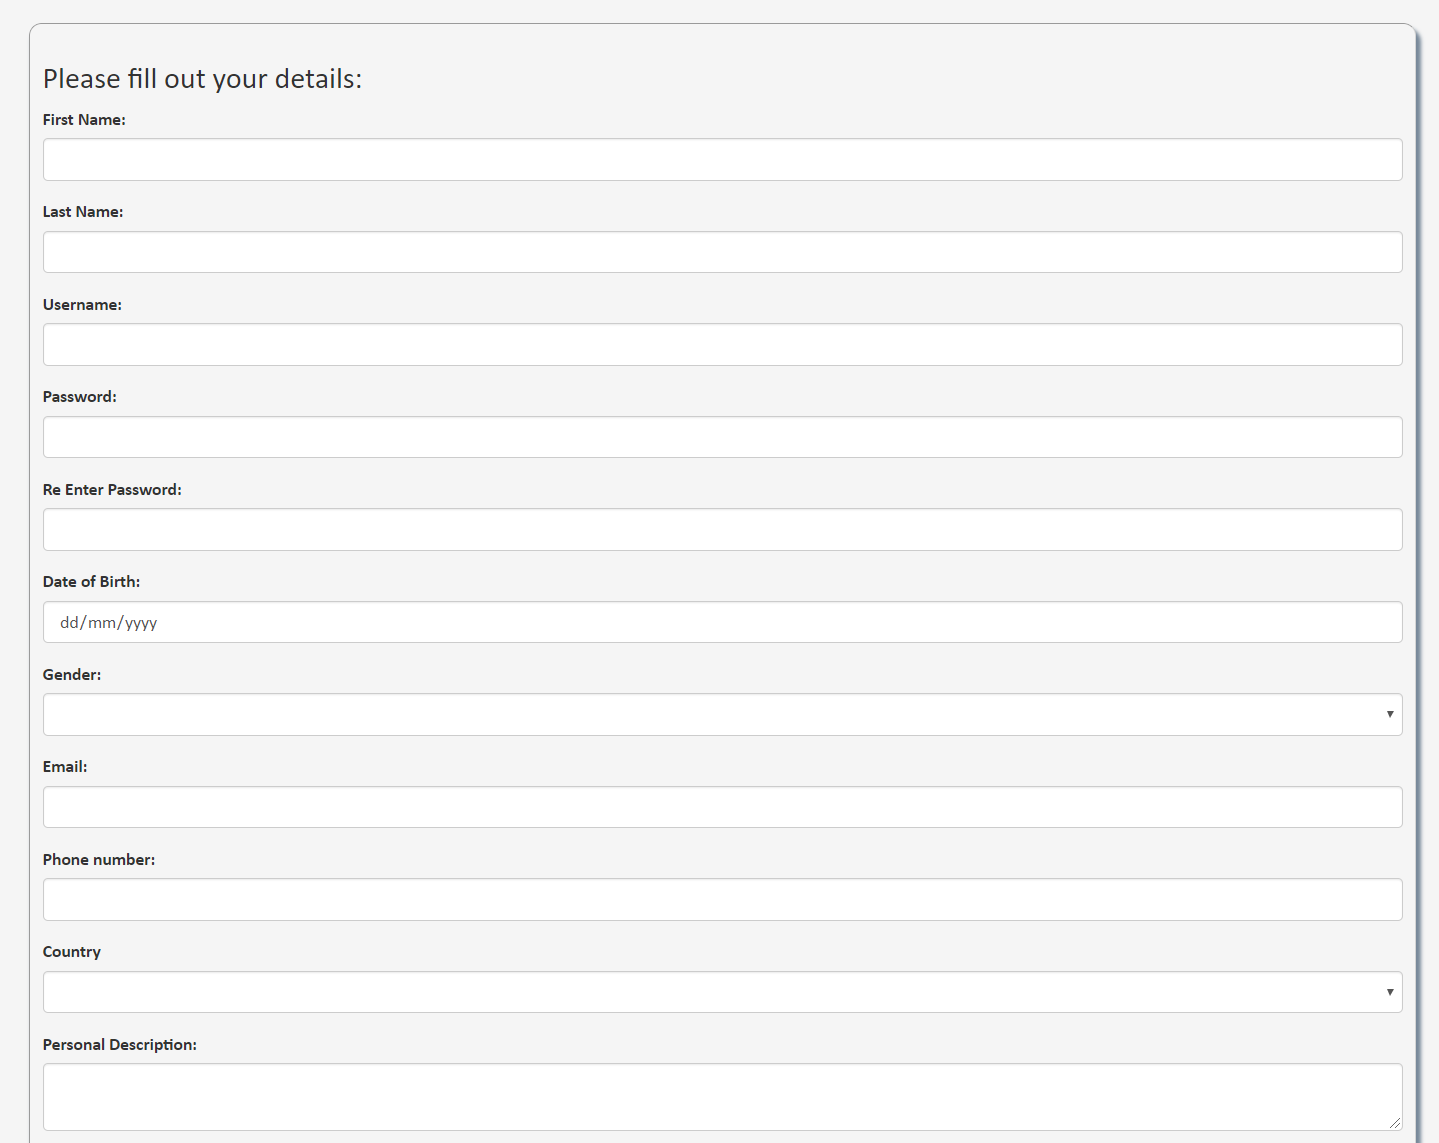 Please fill out your details:
First Name:
Last Name:
Username:
Password:
Re Enter Password:
Date of Birth:
dd/mm/yyyy
Gender:
Email:
Phone number:
Country
Personal Description: